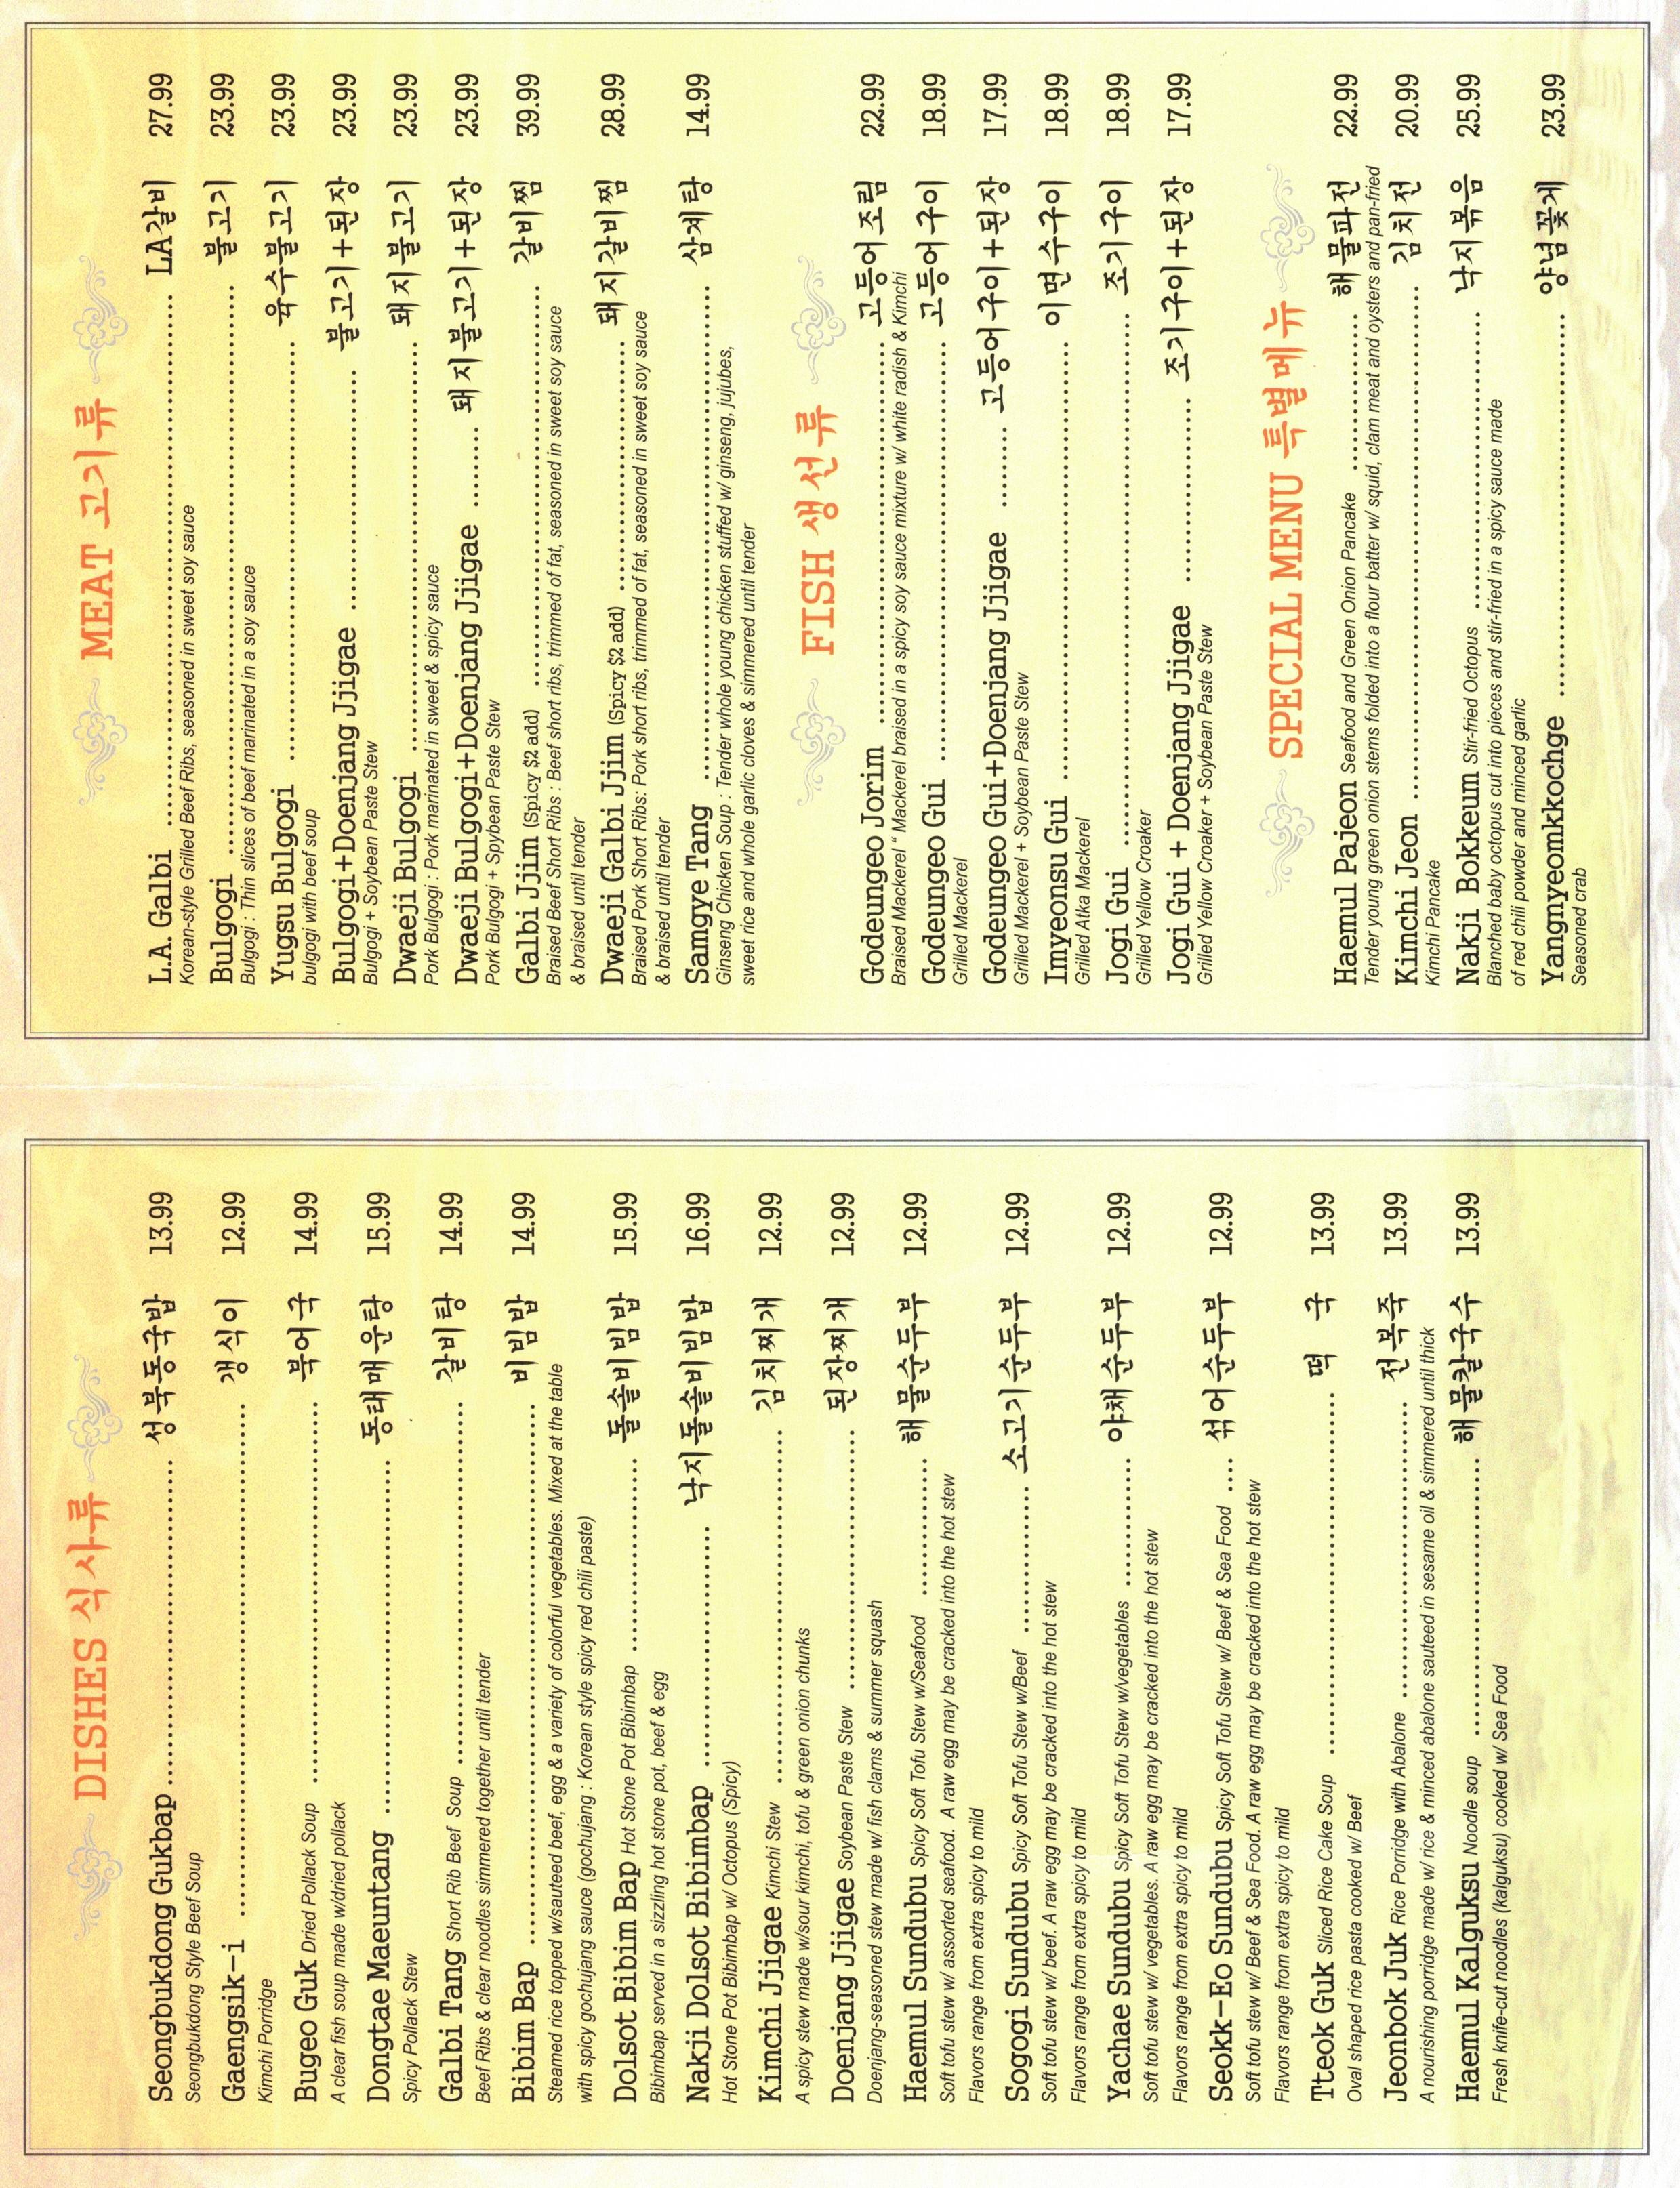 DISHES 식사류
Seongbukdong Gukbap ........ 성북동국밥 13.99
Seongbukdong Style Beef Soup
Gaengsik-i ........ 갱식이 12.99
Kimchi Porridge
Bugeo Guk Dried Pollack Soup ........ 북어국 14.99
A clear fish soup made w/dried pollack
Dongtae Maeuntang ........ 동태매운탕 15.99
Spicy Pollack Stew
Galbi Tang Short Rib Beef Soup ........ 갈비탕 14.99
Beef Ribs & clear noodles simmered together until tender
Bibim Bap ........ 비빔밥 14.99
Steamed rice topped w/sauteed beef, egg & a variety of colorful vegetables. Mixed at the table
with spicy gochujang sauce (gochujang : Korean style spicy red chili paste)
Dolsot Bibim Bap Hot Stone Pot Bibimbap ........ 돌솥비빔밥 15.99
Bibimbap served in a sizzling hot stone pot, beef & egg
Nakji Dolsot Bibimbap ........ 낙지돌솥비빔밥 16.99
Hot Stone Pot Bibimbap w/ Octopus (Spicy)
Kimchi Jjigae Kimchi Stew ........ 김치찌개 12.99
A spicy stew made w/sour kimchi, tofu & green onion chunks
Doenjang Jjigae Soybean Paste Stew ........ 된장찌개 12.99
Doenjang-seasoned stew made w/ fish clams & summer squash
Haemul Sundubu Spicy Soft Tofu Stew w/Seafood ........ 해물순두부 12.99
Soft tofu stew w/ assorted seafood. A raw egg may be cracked into the hot stew
Flavors range from extra spicy to mild
Sogogi Sundubu Spicy Soft Tofu Stew w/Beef ........ 소고기순두부 12.99
Soft tofu stew w/ beef. A raw egg may be cracked into the hot stew
Flavors range from extra spicy to mild
Yachae Sundubu Spicy Soft Tofu Stew w/vegetables ........ 야채순두부 12.99
Soft tofu stew w/ vegetables. A raw egg may be cracked into the hot stew
Flavors range from extra spicy to mild
Seokk-Eo Sundubu Spicy Soft Tofu Stew w/ Beef & Sea Food .... 섞어순두부 12.99
Soft tofu stew w/ Beef & Sea Food. A raw egg may be cracked into the hot stew
Flavors range from extra spicy to mild
Tteok Guk Sliced Rice Cake Soup ........ 떡 국 13.99
Oval shaped rice pasta cooked w/ Beef
Jeonbok Juk Rice Porridge with Abalone ........ 전복죽 13.99
A nourishing porridge made w/ rice & minced abalone sauteed in sesame oil & simmered until thick
Haemul Kalguksu Noodle soup ........ 해물칼국수 13.99
Fresh knife-cut noodles (kalguksu) cooked w/ Sea Food
MEAT 고기류
L.A. Galbi ........ LA갈비 27.99
Korean-style Grilled Beef Ribs, seasoned in sweet soy sauce
Bulgogi ........ 불고기 23.99
Bulgogi : Thin slices of beef marinated in a soy sauce
Yugsu Bulgogi ........ 육수불고기 23.99
bulgogi with beef soup
Bulgogi+Doenjang Jjigae ........ 불고기+된장 23.99
Bulgogi + Soybean Paste Stew
Dwaeji Bulgogi ........ 돼지불고기 23.99
Pork Bulgogi : Pork marinated in sweet & spicy sauce
Dwaeji Bulgogi+Doenjang Jjigae ........ 돼지불고기+된장 23.99
Pork Bulgogi + Spybean Paste Stew
Galbi Jjim (Spicy $2 add) ........ 갈비찜 39.99
Braised Beef Short Ribs : Beef short ribs, trimmed of fat, seasoned in sweet soy sauce
& braised until tender
Dwaeji Galbi Jjim (Spicy $2 add) ........ 돼지갈비찜 28.99
Braised Pork Short Ribs: Pork short ribs, trimmed of fat, seasoned in sweet soy sauce
& braised until tender
Samgye Tang ........ 삼계탕 14.99
Ginseng Chicken Soup : Tender whole young chicken stuffed w/ ginseng, jujubes,
sweet rice and whole garlic cloves & simmered until tender
FISH 생선류
Godeungeo Jorim ........ 고등어조림 22.99
Braised Mackerel “ Mackerel braised in a spicy soy sauce mixture w/ white radish & Kimchi
Godeungeo Gui ........ 고등어구이 18.99
Grilled Mackerel
Godeungeo Gui+Doenjang Jjigae ........ 고등어구이+된장 17.99
Grilled Mackerel + Soybean Paste Stew
Imyeonsu Gui ........ 이면수구이 18.99
Grilled Atka Mackerel
Jogi Gui ........ 조기구이 18.99
Grilled Yellow Croaker
Jogi Gui + Doenjang Jjigae ........ 조기구이+된장 17.99
Grilled Yellow Croaker + Soybean Paste Stew
SPECIAL MENU 특별메뉴
Haemul Pajeon Seafood and Green Onion Pancake ........ 해물파전 22.99
Tender young green onion stems folded into a flour batter w/ squid, clam meat and oysters and pan-fried
Kimchi Jeon ........ 김치전 20.99
Kimchi Pancake
Nakji Bokkeum Stir-fried Octopus ........ 낙지볶음 25.99
Blanched baby octopus cut into pieces and stir-fried in a spicy sauce made
of red chili powder and minced garlic
Yangnyeomkkochge ........ 양념꽃게 23.99
Seasoned crab